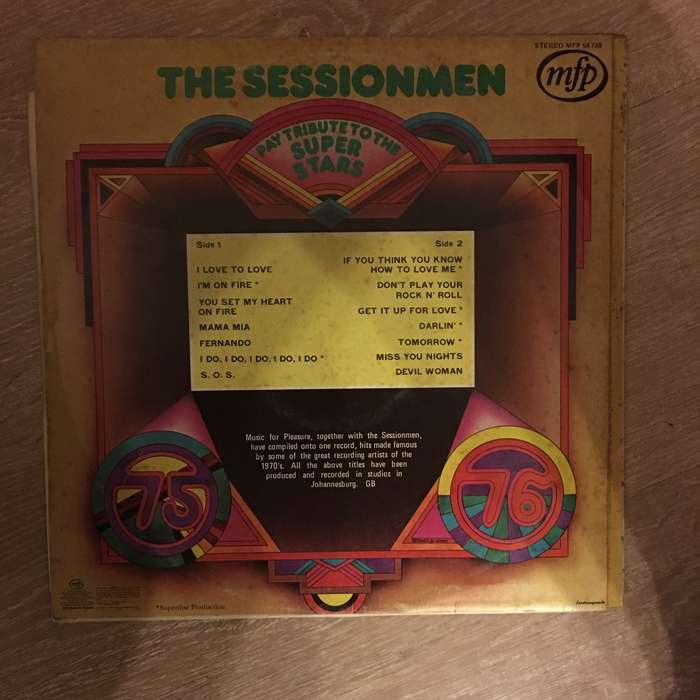 STEREO MFP 54728
mfp
THE SESSIONMEN
PAY TRIBUTE TO THE
SUPER
STARS
Side 1
I LOVE TO LOVE
I'M ON FIRE *
YOU SET MY HEART
ON FIRE
MAMA MIA
FERNANDO
I DO, I DO, I DO, I DO, I DO *
S. O. S.
Side 2
IF YOU THINK YOU KNOW
HOW TO LOVE ME *
DON'T PLAY YOUR
ROCK N' ROLL
GET IT UP FOR LOVE *
DARLIN' *
TOMORROW *
MISS YOU NIGHTS
DEVIL WOMAN
Music for Pleasure, together with the Sessionmen,
have compiled onto one record, hits made famous
by some of the great recording artists of the
1970's. All the above titles have been
produced and recorded in studios in
Johannesburg. GB
75
76
mfp
*Superfine Production